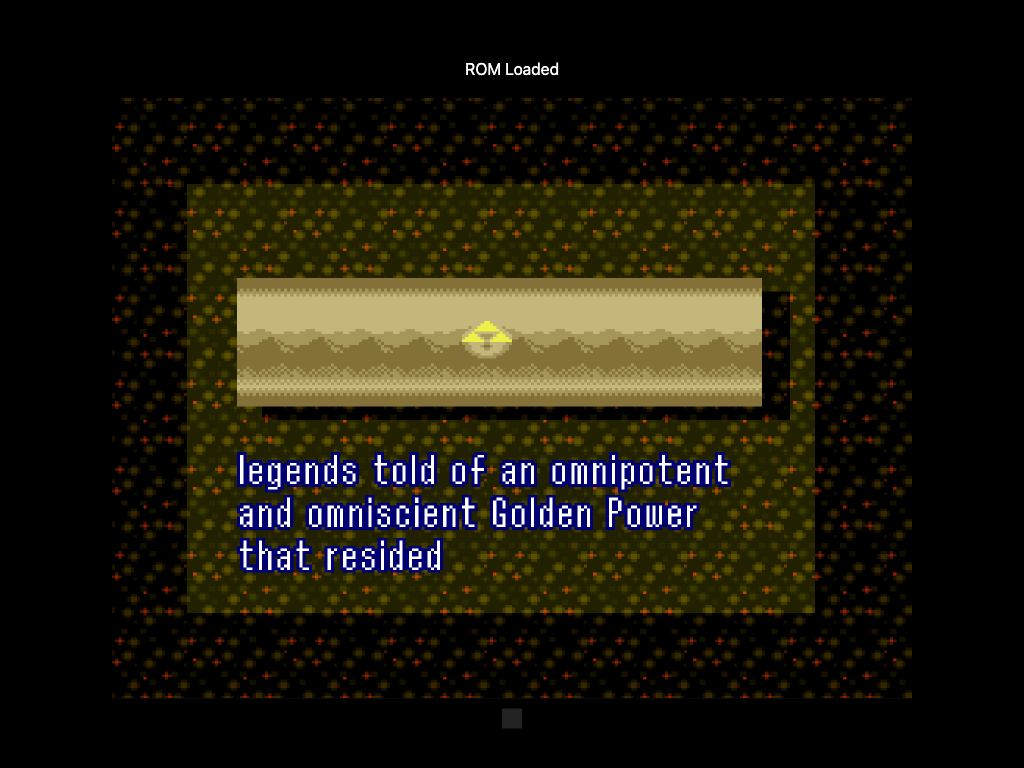 ROM Loaded
legends told of an omnipotent
and omniscient Golden Power
that resided